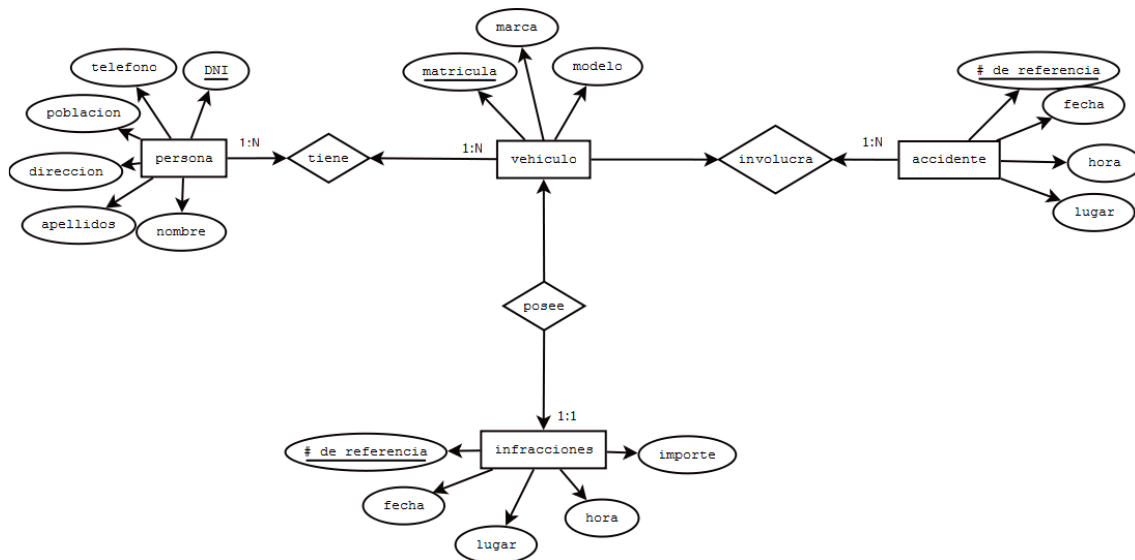 marca
telefono
DNI
matricula
modelo
# de referencia
poblacion
fecha
persona
1:N
tiene
1:N
vehiculo
involucra
1:N
accidente
hora
direccion
apellidos
nombre
lugar
posee
1:1
# de referencia
infracciones
importe
fecha
hora
lugar